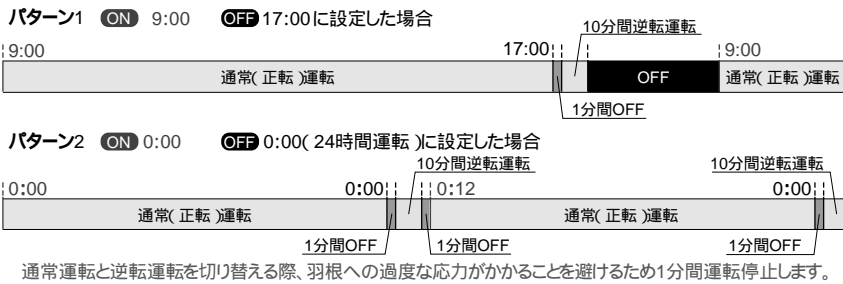 パターン1 ON 9:00 OFF 17:00に設定した場合
10分間逆転運転
9:00 17:00 9:00
通常(正転)運転 OFF 通常(正転)運転
1分間OFF
パターン2 ON 0:00 OFF 0:00(24時間運転)に設定した場合
10分間逆転運転 10分間逆転運転
0:00 0:00 0:12 0:00
通常(正転)運転 通常(正転)運転
1分間OFF 1分間OFF 1分間OFF
通常運転と逆転運転を切り替える際、羽根への過度な応力がかかることを避けるため1分間運転停止します。